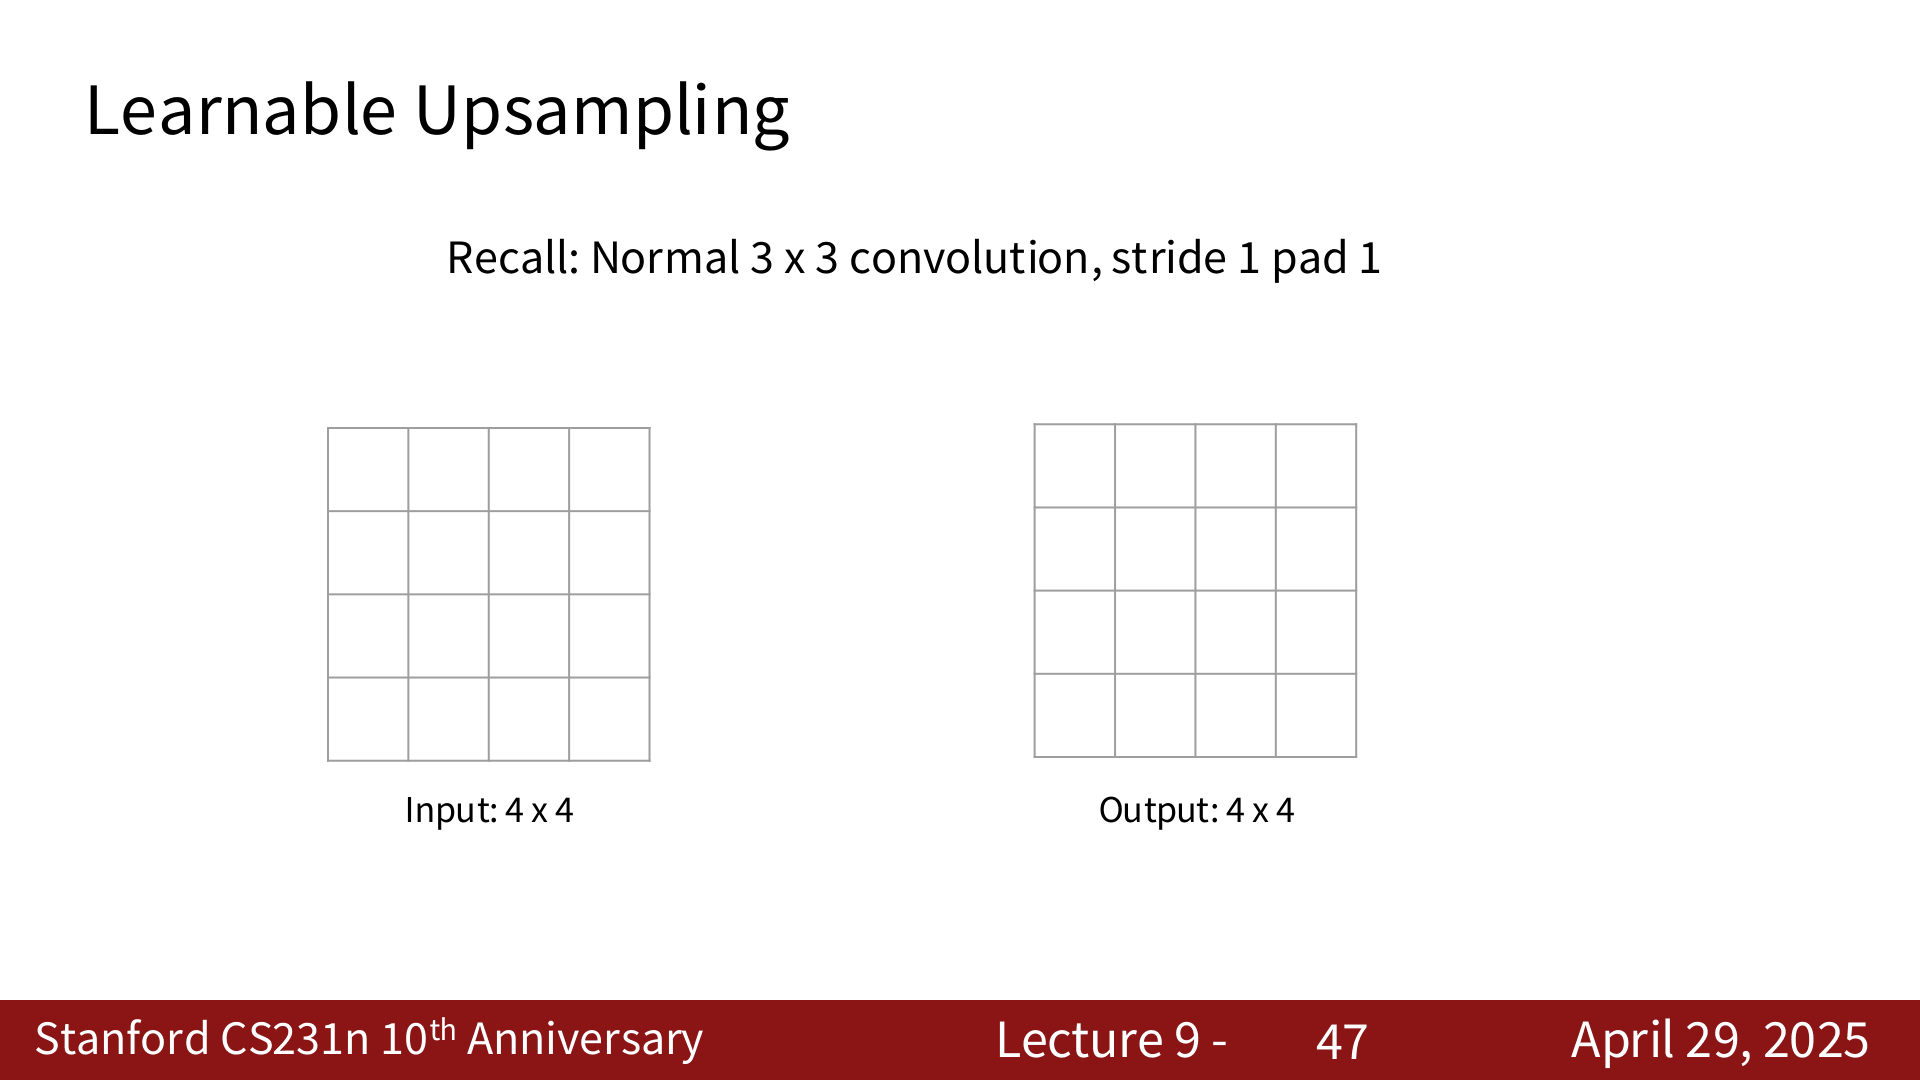 Learnable Upsampling
Recall: Normal 3 x 3 convolution, stride 1 pad 1
Input: 4 x 4
Output: 4 x 4
Stanford CS231n 10th Anniversary
Lecture 9 - 47
April 29, 2025